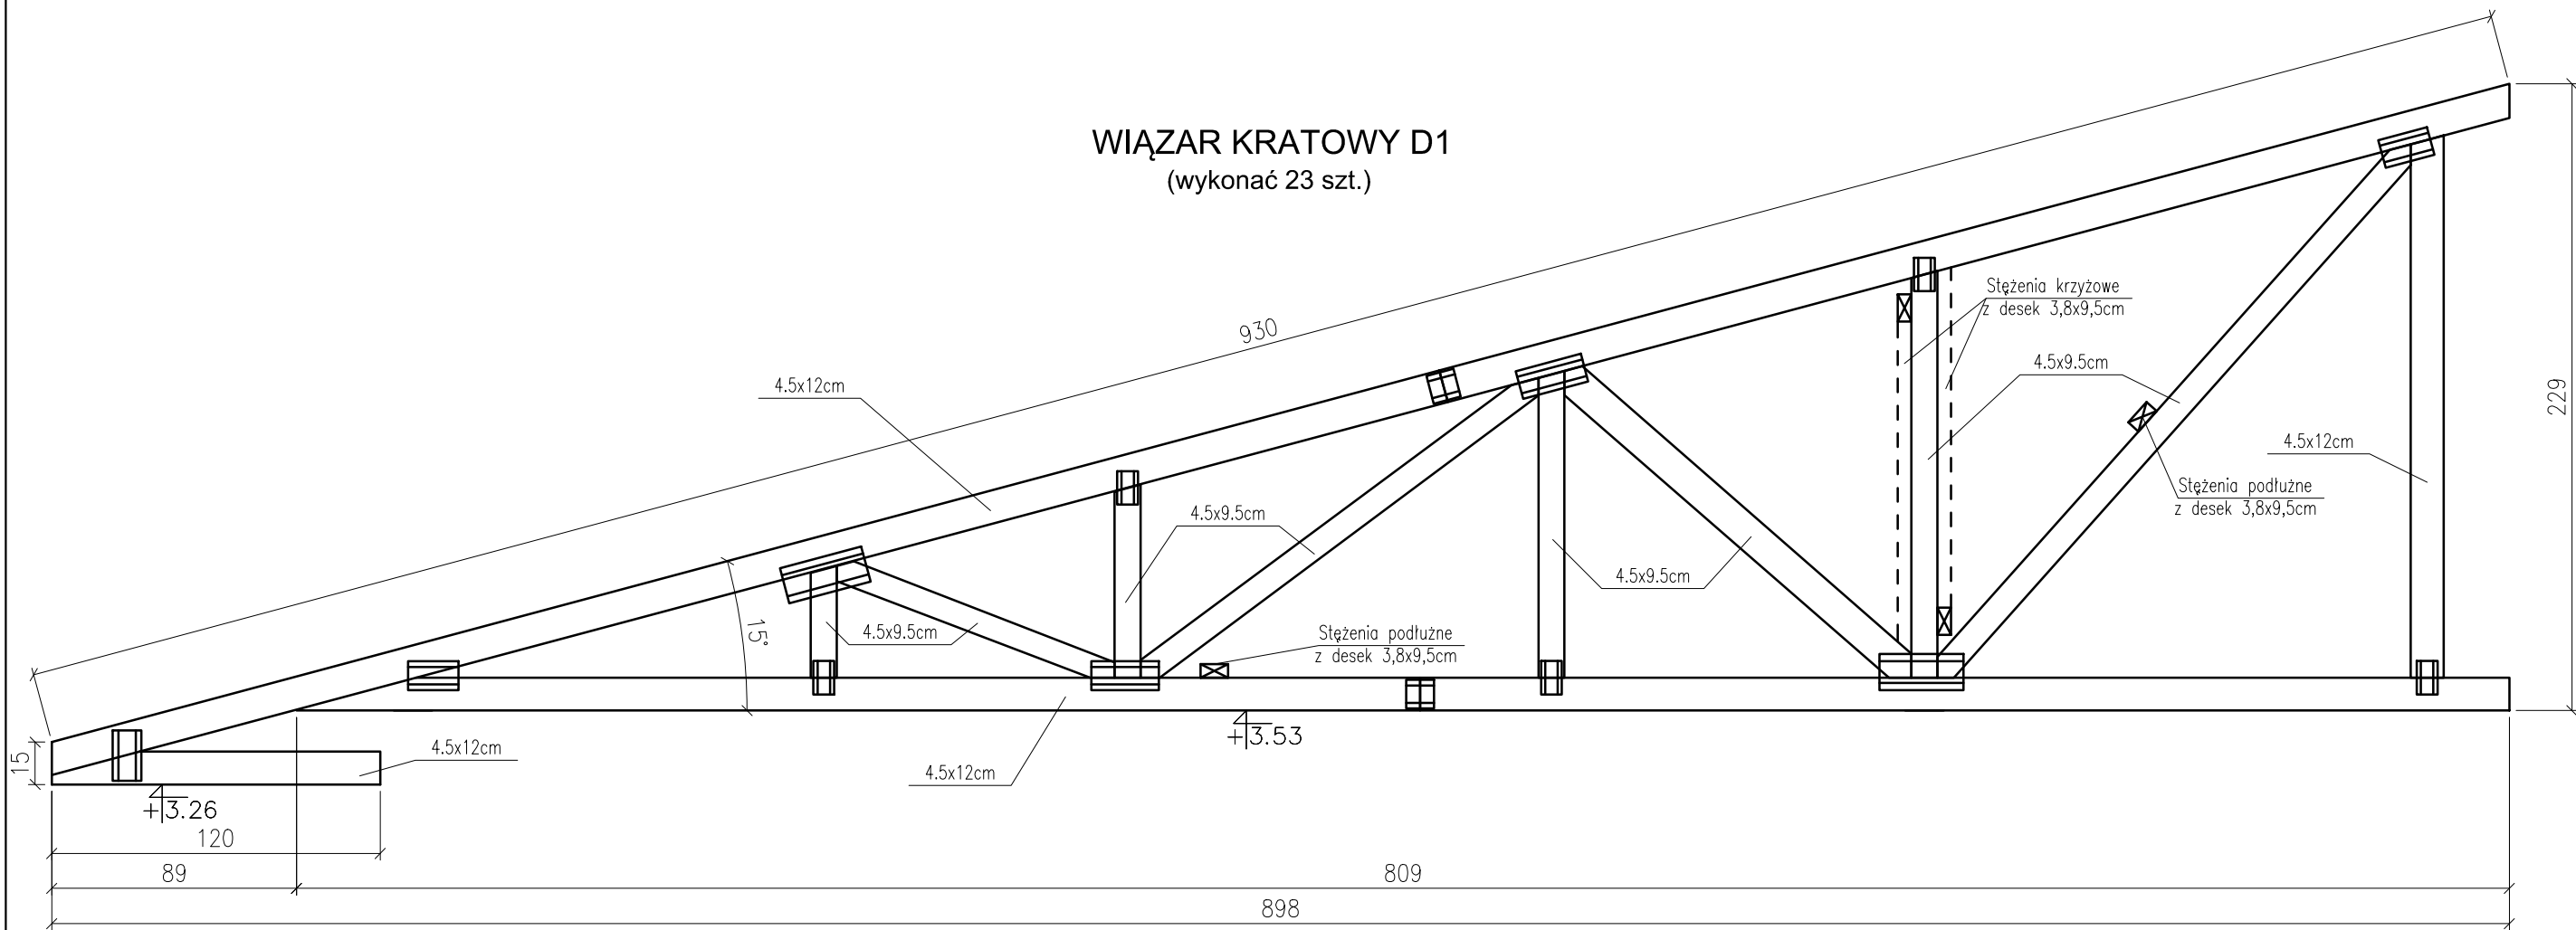 WIĄZAR KRATOWY D1
(wykonać 23 szt.)
930
4.5x12cm
Stężenia krzyżowe
z desek 3,8x9,5cm
4.5x9.5cm
229
4.5x12cm
Stężenia podłużne
z desek 3,8x9,5cm
4.5x9.5cm
4.5x9.5cm
15°
4.5x9.5cm
Stężenia podłużne
z desek 3,8x9,5cm
+3.53
15
4.5x12cm
4.5x12cm
+3.26
120
89
809
898